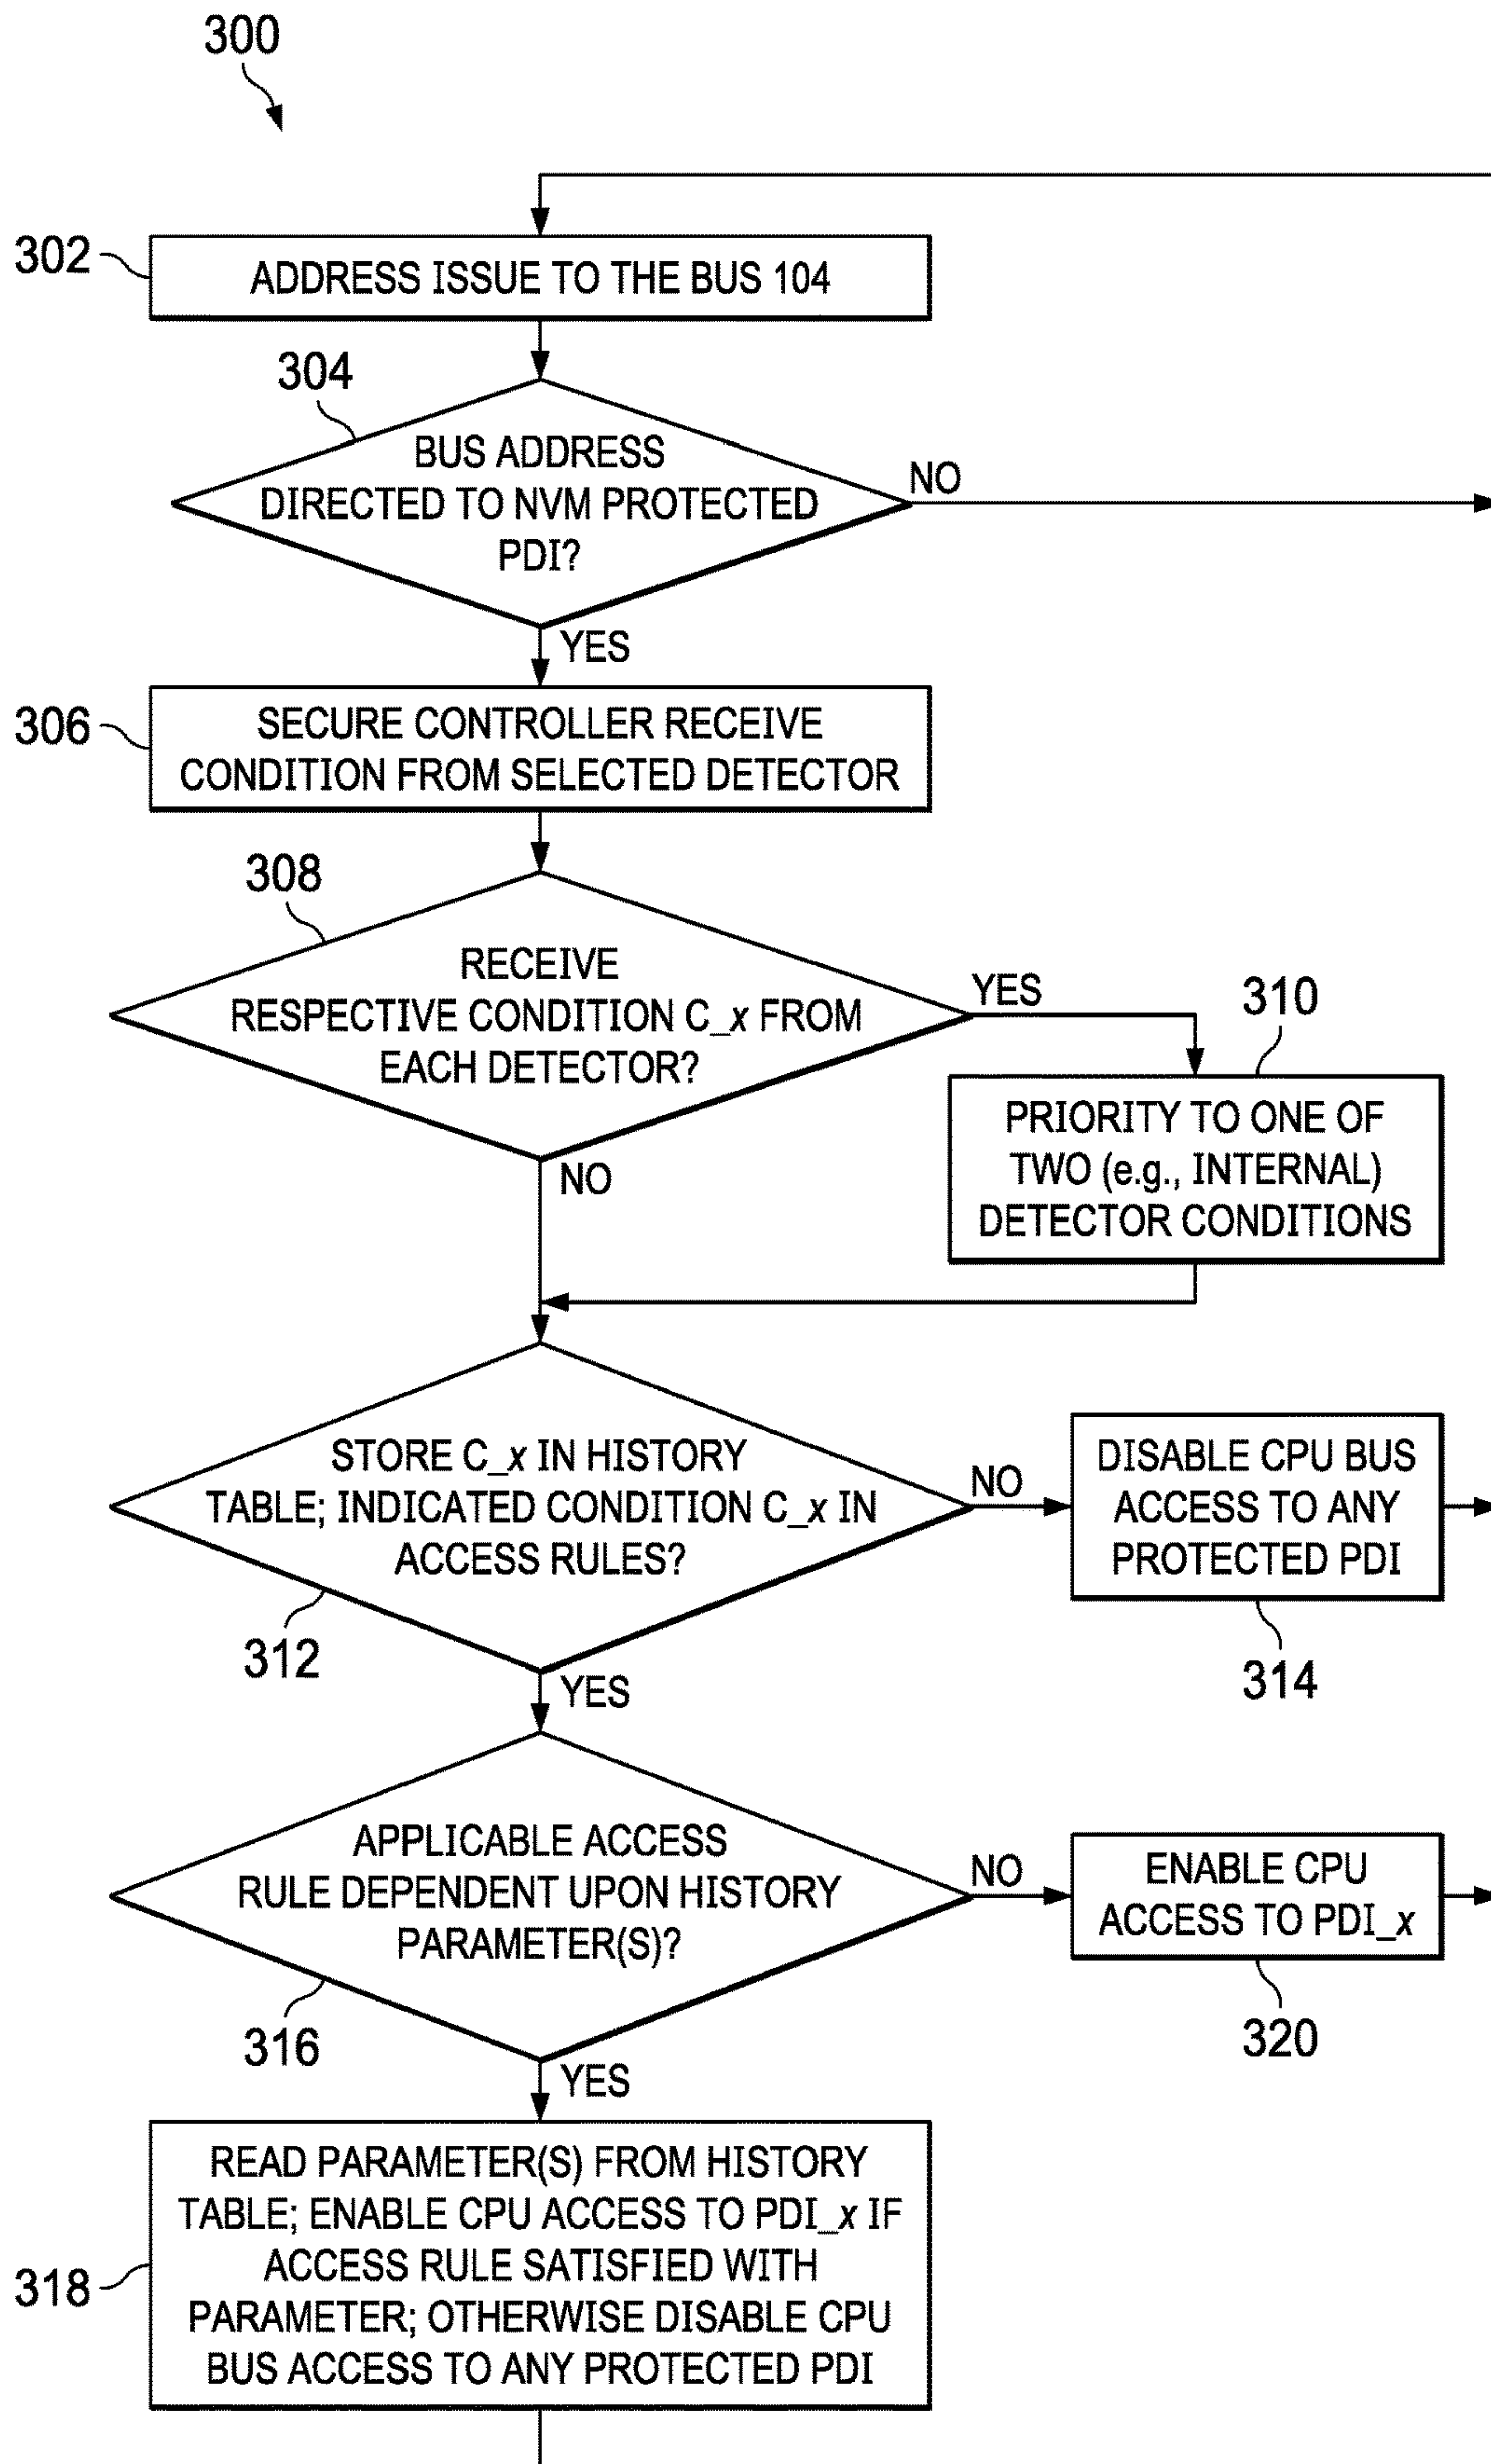 300
302
ADDRESS ISSUE TO THE BUS 104
304
BUS ADDRESS
DIRECTED TO NVM PROTECTED
PDI?
NO
YES
306
SECURE CONTROLLER RECEIVE
CONDITION FROM SELECTED DETECTOR
308
RECEIVE
RESPECTIVE CONDITION C_x FROM
EACH DETECTOR?
YES
310
PRIORITY TO ONE OF
TWO (e.g., INTERNAL)
DETECTOR CONDITIONS
NO
STORE C_x IN HISTORY
TABLE; INDICATED CONDITION C_x IN
ACCESS RULES?
312
NO
DISABLE CPU BUS
ACCESS TO ANY
PROTECTED PDI
314
YES
APPLICABLE ACCESS
RULE DEPENDENT UPON HISTORY
PARAMETER(S)?
316
NO
ENABLE CPU
ACCESS TO PDI_x
320
YES
318
READ PARAMETER(S) FROM HISTORY
TABLE; ENABLE CPU ACCESS TO PDI_x IF
ACCESS RULE SATISFIED WITH
PARAMETER; OTHERWISE DISABLE CPU
BUS ACCESS TO ANY PROTECTED PDI